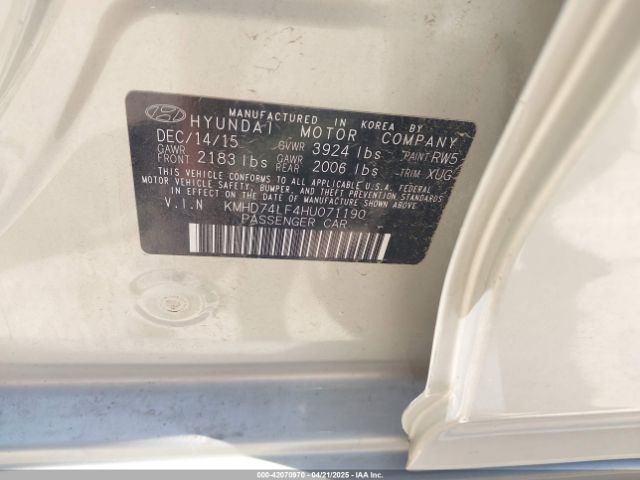 MANUFACTURED IN KOREA BY
HYUNDAI MOTOR COMPANY
DEC/14/15 GVWR 3924 lbs PAINT RW5
GAWR FRONT 2183 lbs GAWR REAR 2006 lbs TRIM XUG
THIS VEHICLE CONFORMS TO ALL APPLICABLE U.S.A. FEDERAL
MOTOR VEHICLE SAFETY, BUMPER, AND THEFT PREVENTION STANDARDS
IN EFFECT ON THE DATE OF MANUFACTURE SHOWN ABOVE.
V.I.N KMHD74LF4HU071190
PASSENGER CAR
000-42070970 04/21/2025 IAA Inc.